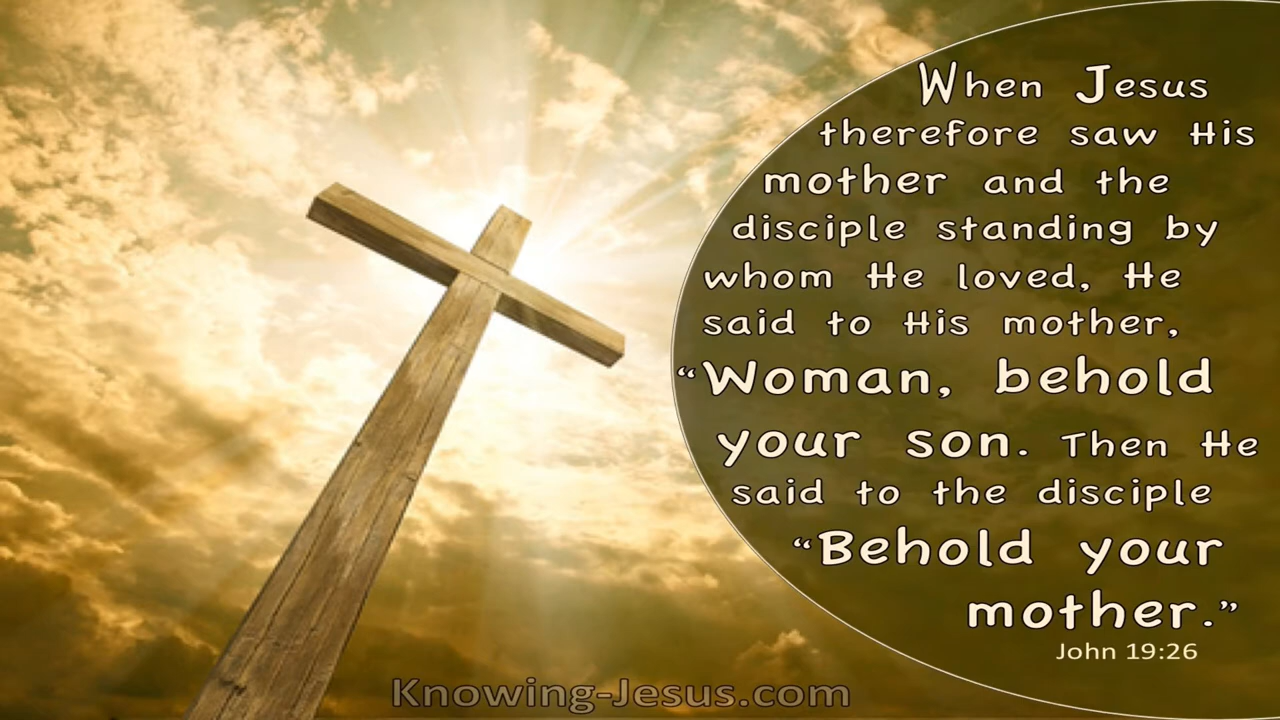 When Jesus
therefore saw His
mother and the
disciple standing by
whom He loved, He
said to His mother,
“Woman, behold
your son. Then He
said to the disciple
“Behold your
mother.”
John 19:26
Knowing-Jesus.com